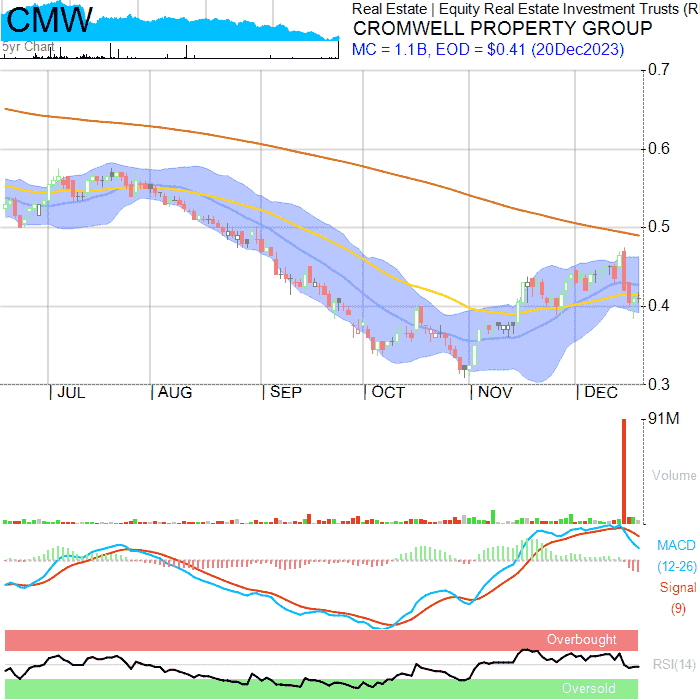 CMW
5yr Chart
Real Estate | Equity Real Estate Investment Trusts (R
CROMWELL PROPERTY GROUP
MC = 1.1B, EOD = $0.41 (20Dec2023)
0.7
0.6
0.5
0.4
0.3
| JUL | AUG | SEP | OCT | NOV | DEC
91M
Volume
MACD
(12-26)
Signal
(9)
Overbought
RSI(14)
Oversold